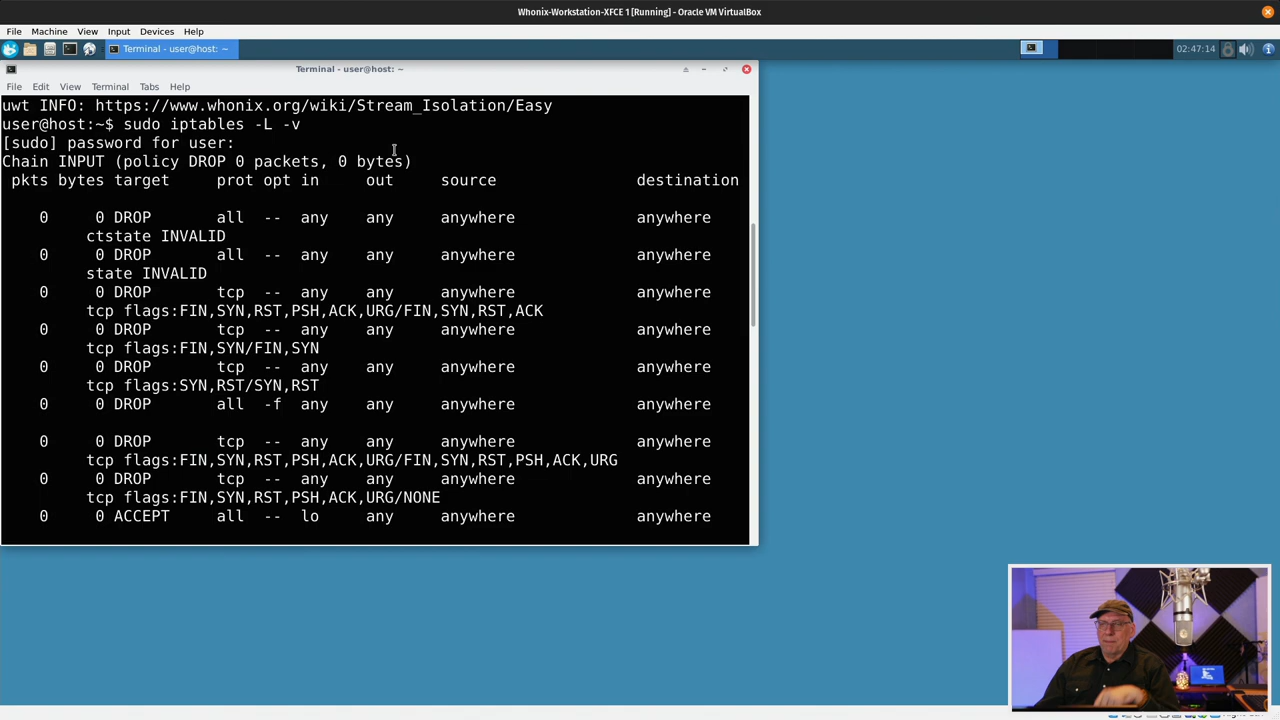 Whonix-Workstation-XFCE 1 [Running] - Oracle VM VirtualBox
File Machine View Input Devices Help
Terminal - user@host: ~
02:47:14
Terminal - user@host: ~
File Edit View Terminal Tabs Help
uwt INFO: https://www.whonix.org/wiki/Stream_Isolation/Easy
user@host:~$ sudo iptables -L -v
[sudo] password for user:
Chain INPUT (policy DROP 0 packets, 0 bytes)
pkts bytes target prot opt in out source destination
0 0 DROP all -- any any anywhere anywhere
ctstate INVALID
0 0 DROP all -- any any anywhere anywhere
state INVALID
0 0 DROP tcp -- any any anywhere anywhere
tcp flags:FIN,SYN,RST,PSH,ACK,URG/FIN,SYN,RST,ACK
0 0 DROP tcp -- any any anywhere anywhere
tcp flags:FIN,SYN/FIN,SYN
0 0 DROP tcp -- any any anywhere anywhere
tcp flags:SYN,RST/SYN,RST
0 0 DROP all -f any any anywhere anywhere
0 0 DROP tcp -- any any anywhere anywhere
tcp flags:FIN,SYN,RST,PSH,ACK,URG/FIN,SYN,RST,PSH,ACK,URG
0 0 DROP tcp -- any any anywhere anywhere
tcp flags:FIN,SYN,RST,PSH,ACK,URG/NONE
0 0 ACCEPT all -- lo any anywhere anywhere